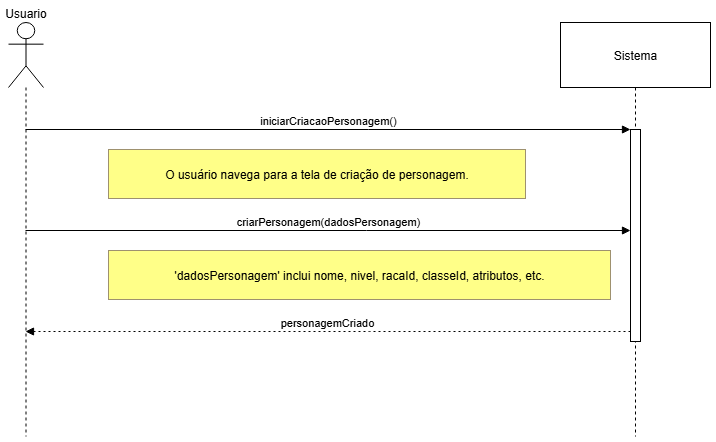 Usuario
Sistema
iniciarCriacaoPersonagem()
O usuário navega para a tela de criação de personagem.
criarPersonagem(dadosPersonagem)
'dadosPersonagem' inclui nome, nivel, racaId, classeId, atributos, etc.
personagemCriado